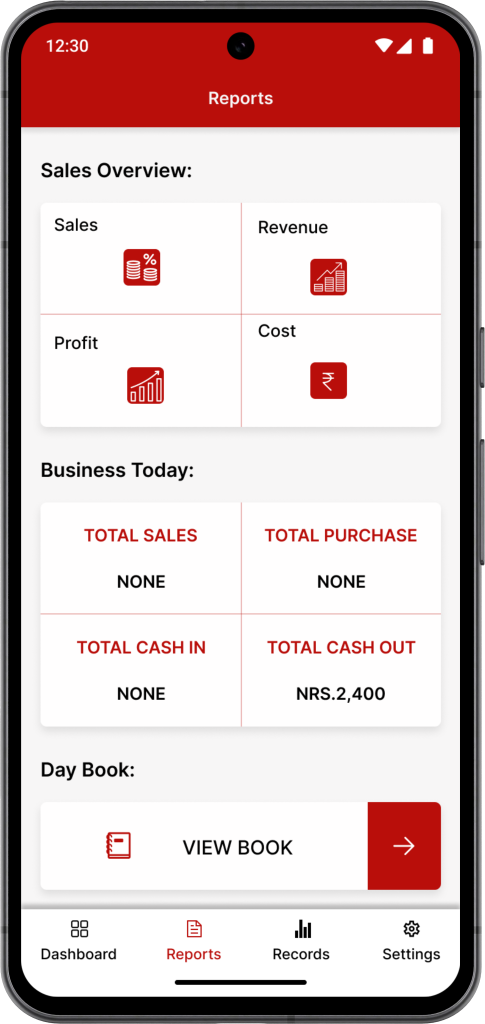 12:30
Reports
Sales Overview:
Sales
Revenue
%
Profit
Cost
₹
Business Today:
TOTAL SALES
TOTAL PURCHASE
NONE
NONE
TOTAL CASH IN
TOTAL CASH OUT
NONE
NRS.2,400
Day Book:
VIEW BOOK
Dashboard
Reports
Records
Settings